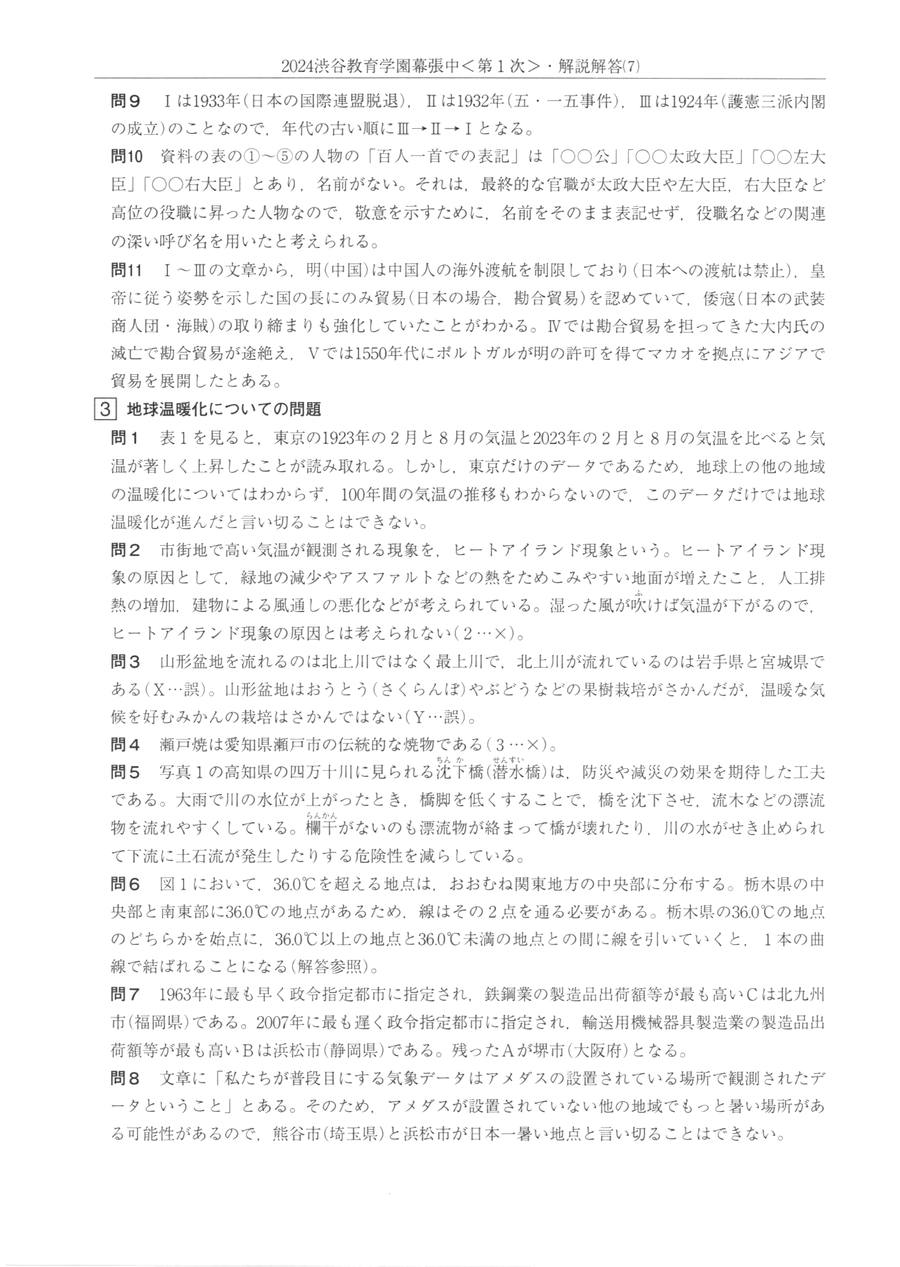 2024渋谷教育学園幕張中＜第１次＞・解説解答(7)
問９　Ⅰは1933年(日本の国際連盟脱退)，Ⅱは1932年(五・一五事件)，Ⅲは1924年(護憲三派内閣
の成立)のことなので，年代の古い順にⅢ→Ⅱ→Ⅰとなる。
問10　資料の表の①～⑤の人物の「百人一首での表記」は「○○公」「○○太政大臣」「○○左大
臣」「○○右大臣」とあり，名前がない。それは，最終的な官職が太政大臣や左大臣，右大臣など
高位の役職に昇った人物なので，敬意を示すために，名前をそのまま表記せず，役職名などの関連
の深い呼び名を用いたと考えられる。
問11　Ⅰ～Ⅲの文章から，明(中国)は中国人の海外渡航を制限しており(日本への渡航は禁止)，皇
帝に従う姿勢を示した国の長にのみ貿易(日本の場合，勘合貿易)を認めていて，倭寇(日本の武装
商人団・海賊)の取り締まりも強化していたことがわかる。Ⅳでは勘合貿易を担ってきた大内氏の
滅亡で勘合貿易が途絶え，Ⅴでは1550年代にポルトガルが明の許可を得てマカオを拠点にアジアで
貿易を展開したとある。
3　地球温暖化についての問題
問１　表１を見ると，東京の1923年の２月と８月の気温と2023年の２月と８月の気温を比べると気
温が著しく上昇したことが読み取れる。しかし，東京だけのデータであるため，地球上の他の地域
の温暖化についてはわからず，100年間の気温の推移もわからないので，このデータだけでは地球
温暖化が進んだと言い切ることはできない。
問２　市街地で高い気温が観測される現象を，ヒートアイランド現象という。ヒートアイランド現
象の原因として，緑地の減少やアスファルトなどの熱をためこみやすい地面が増えたこと，人工排
熱の増加，建物による風通しの悪化などが考えられている。湿った風が吹けば気温が下がるので，
ヒートアイランド現象の原因とは考えられない(２…×)。
問３　山形盆地を流れるのは北上川ではなく最上川で，北上川が流れているのは岩手県と宮城県で
ある(Ｘ…誤)。山形盆地はおうとう(さくらんぼ)やぶどうなどの果樹栽培がさかんだが，温暖な気
候を好むみかんの栽培はさかんではない(Ｙ…誤)。
問４　瀬戸焼は愛知県瀬戸市の伝統的な焼物である(３…×)。
問５　写真１の高知県の四万十川に見られる沈下橋(潜水橋)は，防災や減災の効果を期待した工夫
である。大雨で川の水位が上がったとき，橋脚を低くすることで，橋を沈下させ，流木などの漂流
物を流れやすくしている。欄干がないのも漂流物が絡まって橋が壊れたり，川の水がせき止められ
て下流に土石流が発生したりする危険性を減らしている。
問６　図１において，36.0℃を超える地点は，おおむね関東地方の中央部に分布する。栃木県の中
央部と南東部に36.0℃の地点があるため，線はその２点を通る必要がある。栃木県の36.0℃の地点
のどちらかを始点に，36.0℃以上の地点と36.0℃未満の地点との間に線を引いていくと，１本の曲
線で結ばれることになる(解答参照)。
問７　1963年に最も早く政令指定都市に指定され，鉄鋼業の製造品出荷額等が最も高いＣは北九州
市(福岡県)である。2007年に最も遅く政令指定都市に指定され，輸送用機械器具製造業の製造品出
荷額等が最も高いＢは浜松市(静岡県)である。残ったＡが堺市(大阪府)となる。
問８　文章に「私たちが普段目にする気象データはアメダスの設置されている場所で観測されたデ
ータということ」とある。そのため，アメダスが設置されていない他の地域でもっと暑い場所があ
る可能性があるので，熊谷市(埼玉県)と浜松市が日本一暑い地点と言い切ることはできない。